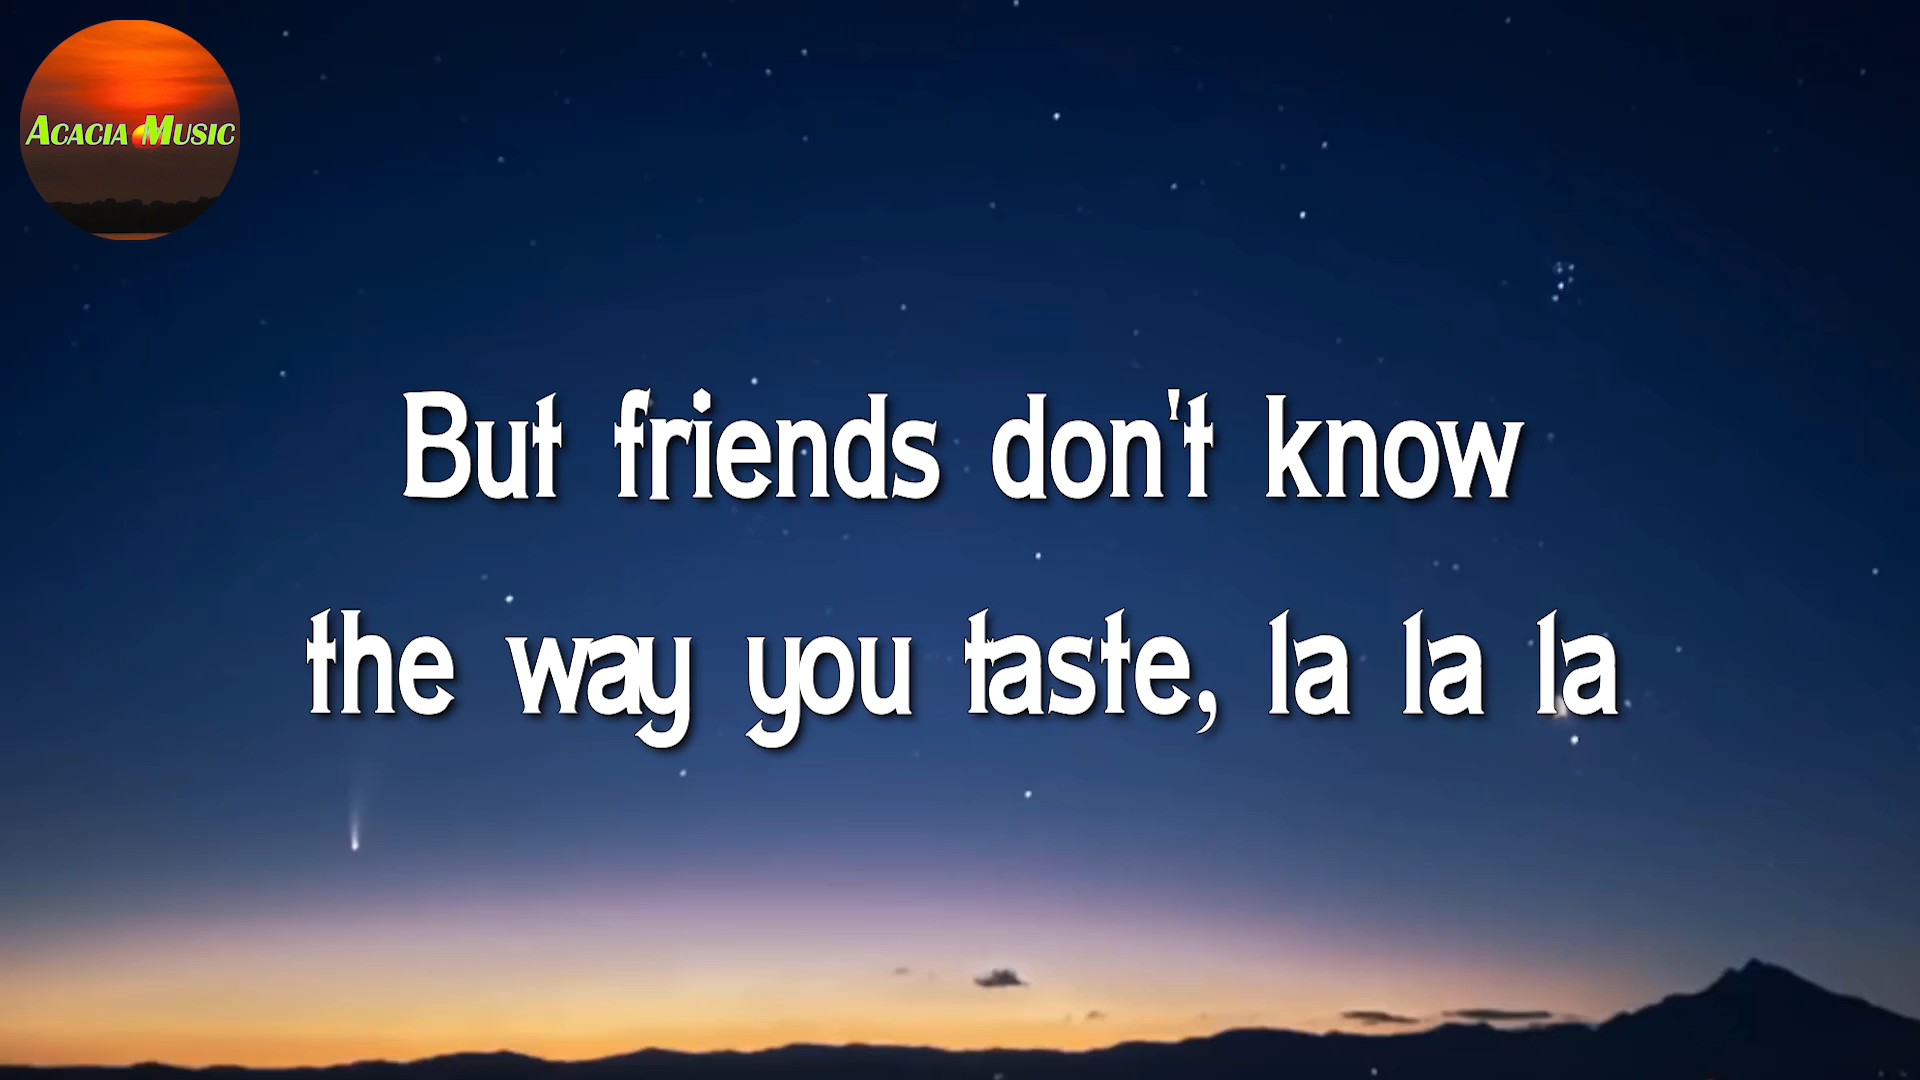 Acacia Music
But friends don't know
the way you taste, la la la